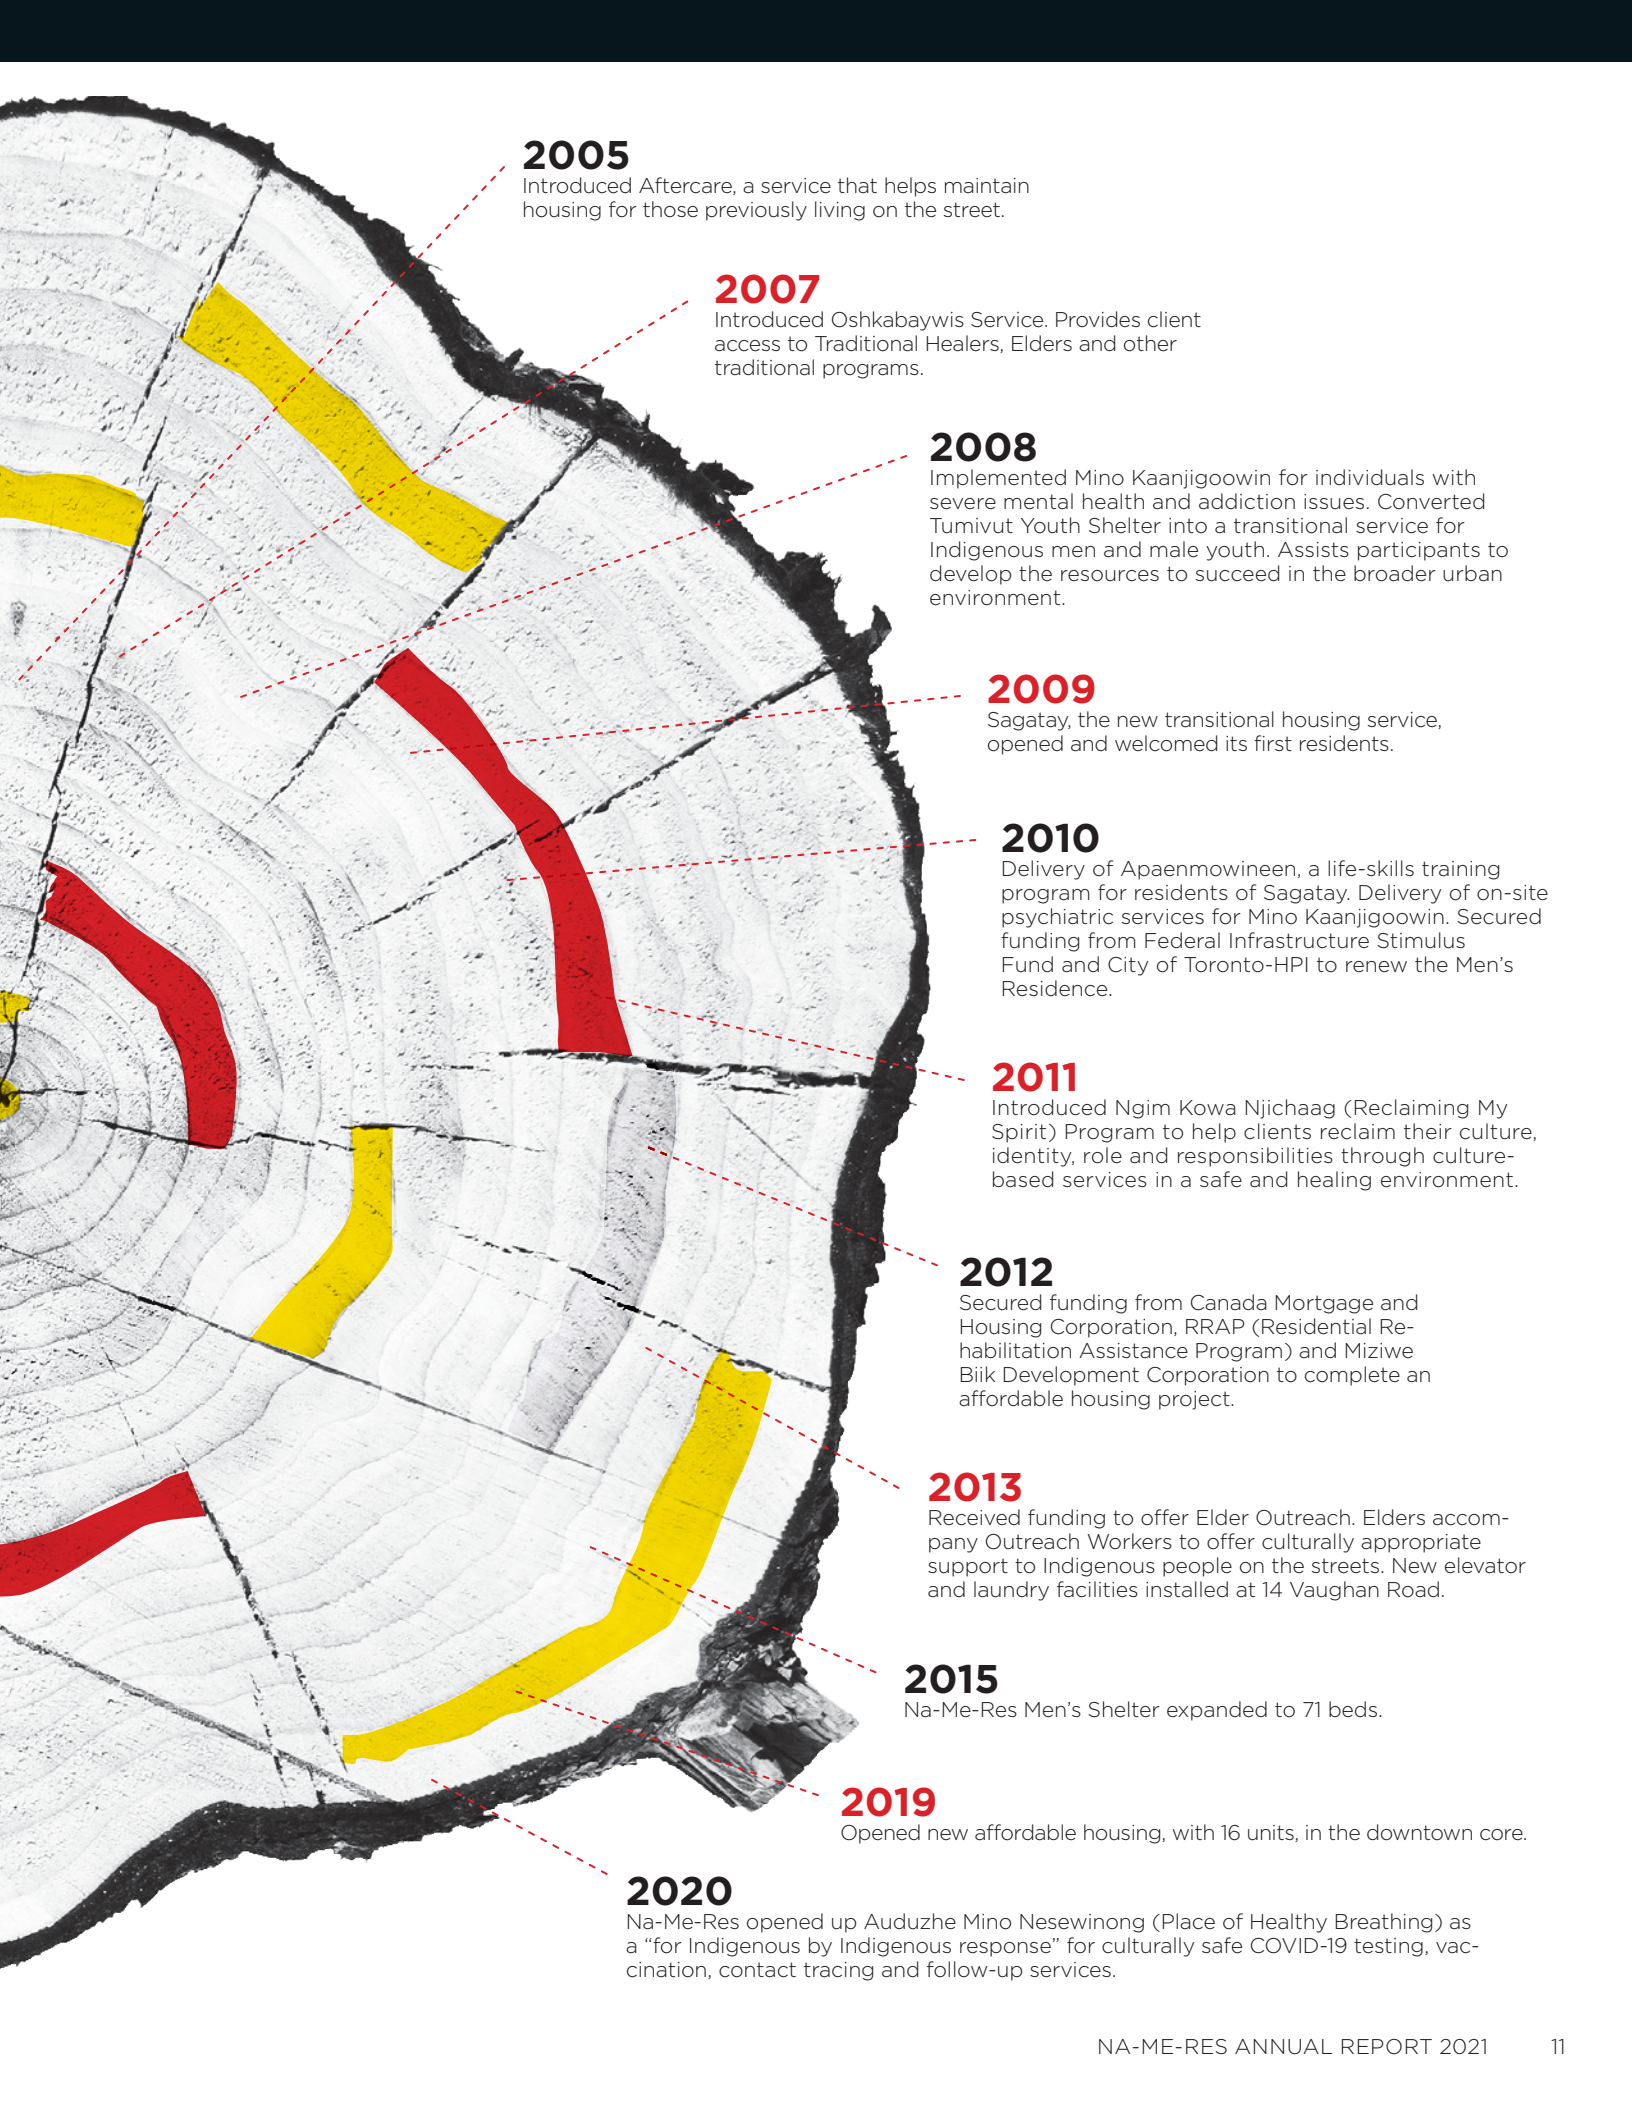 2005
Introduced Aftercare, a service that helps maintain
housing for those previously living on the street.
2007
Introduced Oshkabaywis Service. Provides client
access to Traditional Healers, Elders and other
traditional programs.
2008
Implemented Mino Kaanjigoowin for individuals with
severe mental health and addiction issues. Converted
Tumivut Youth Shelter into a transitional service for
Indigenous men and male youth. Assists participants to
develop the resources to succeed in the broader urban
environment.
2009
Sagatay, the new transitional housing service,
opened and welcomed its first residents.
2010
Delivery of Apaenmowineen, a life-skills training
program for residents of Sagatay. Delivery of on-site
psychiatric services for Mino Kaanjigoowin. Secured
funding from Federal Infrastructure Stimulus
Fund and City of Toronto-HPI to renew the Men’s
Residence.
2011
Introduced Ngim Kowa Njichaag (Reclaiming My
Spirit) Program to help clients reclaim their culture,
identity, role and responsibilities through culture-
based services in a safe and healing environment.
2012
Secured funding from Canada Mortgage and
Housing Corporation, RRAP (Residential Re-
habilitation Assistance Program) and Miziwe
Biik Development Corporation to complete an
affordable housing project.
2013
Received funding to offer Elder Outreach. Elders accom-
pany Outreach Workers to offer culturally appropriate
support to Indigenous people on the streets. New elevator
and laundry facilities installed at 14 Vaughan Road.
2015
Na-Me-Res Men’s Shelter expanded to 71 beds.
2019
Opened new affordable housing, with 16 units, in the downtown core.
2020
Na-Me-Res opened up Auduzhe Mino Nesewinong (Place of Healthy Breathing) as
a “for Indigenous by Indigenous response” for culturally safe COVID-19 testing, vac-
cination, contact tracing and follow-up services.
NA-ME-RES ANNUAL REPORT 2021 11